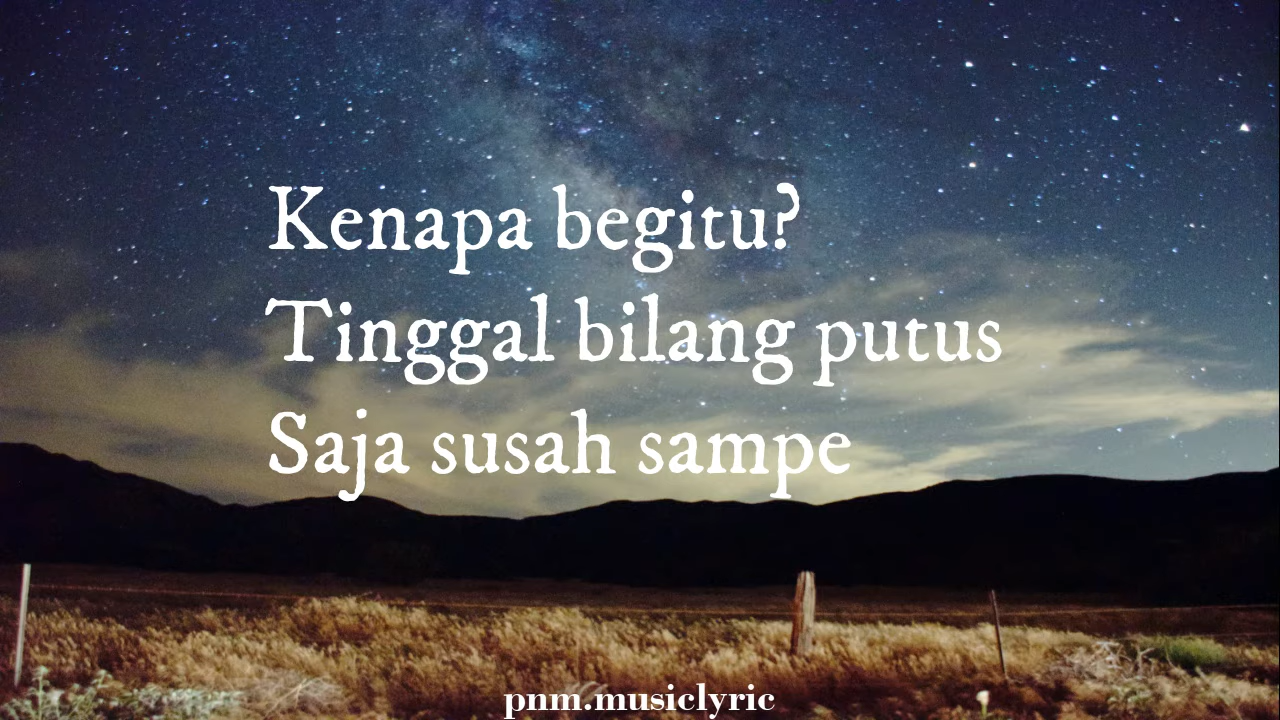 Kenapa begitu?
Tinggal bilang putus
Saja susah sampe
pnm.musiclyric